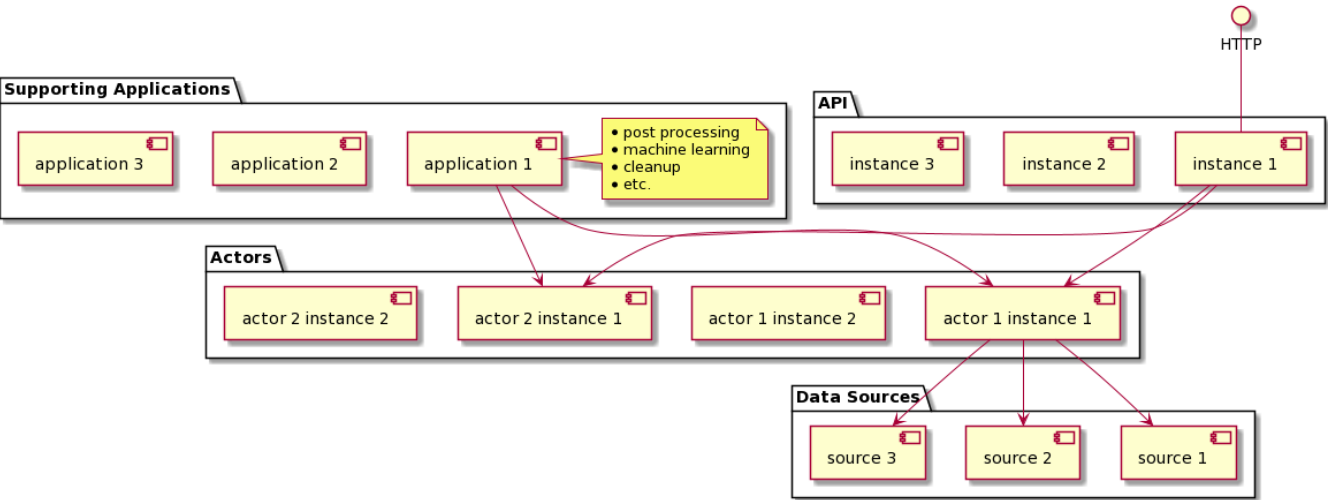 HTTP
Supporting Applications
application 3
application 2
application 1
• post processing
• machine learning
• cleanup
• etc.
API
instance 3
instance 2
instance 1
Actors
actor 2 instance 2
actor 2 instance 1
actor 1 instance 2
actor 1 instance 1
Data Sources
source 3
source 2
source 1